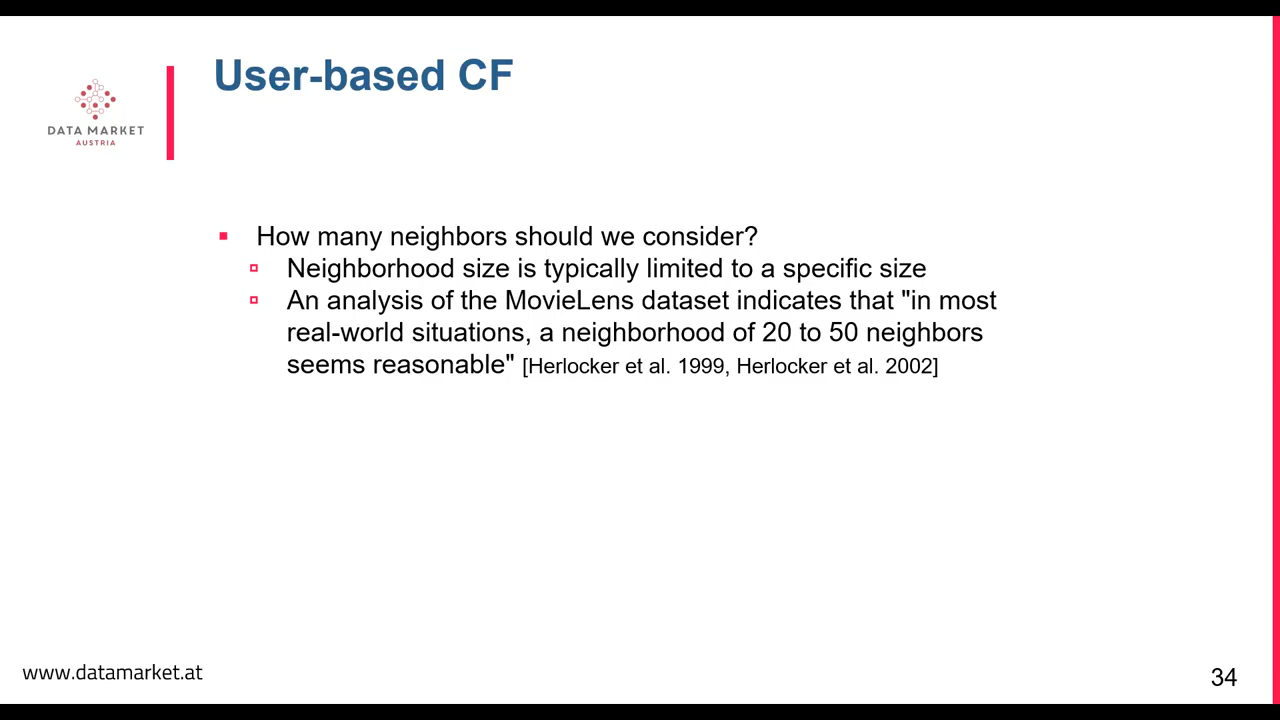 User-based CF
DATA MARKET
AUSTRIA
How many neighbors should we consider?
Neighborhood size is typically limited to a specific size
An analysis of the MovieLens dataset indicates that "in most
real-world situations, a neighborhood of 20 to 50 neighbors
seems reasonable" [Herlocker et al. 1999, Herlocker et al. 2002]
www.datamarket.at
34